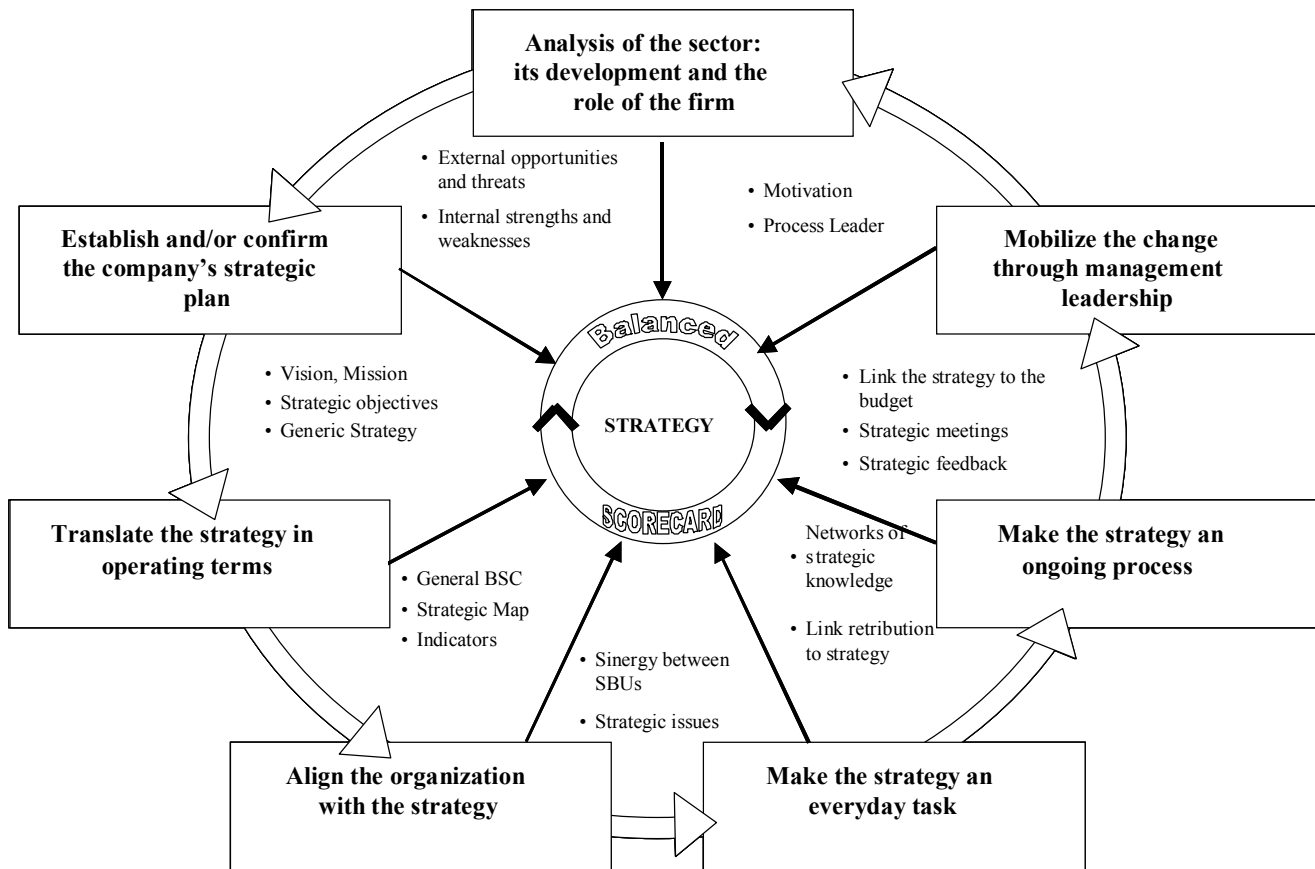 Analysis of the sector:
its development and the
role of the firm
• External opportunities
and threats
• Internal strengths and
weaknesses
• Motivation
• Process Leader
Establish and/or confirm
the company's strategic
plan
Mobilize the change
through management
leadership
Balanced
STRATEGY
SCORECARD
• Vision, Mission
• Strategic objectives
• Generic Strategy
• Link the strategy to the
budget
• Strategic meetings
• Strategic feedback
Translate the strategy in
operating terms
Make the strategy an
ongoing process
• General BSC
• Strategic Map
• Indicators
Networks of
• strategic
knowledge
• Link retribution
to strategy
• Sinergy between
SBUs
• Strategic issues
Align the organization
with the strategy
Make the strategy an
everyday task